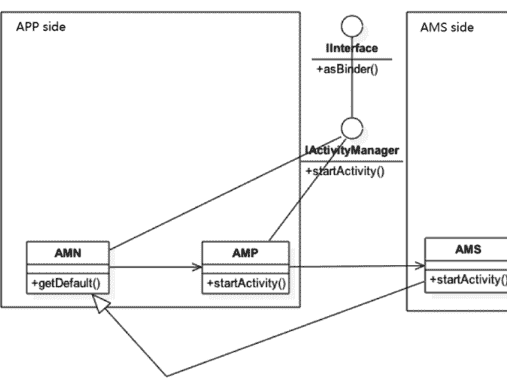 APP side
AMS side
IInterface
+asBinder()
IActivityManager
+startActivity()
AMN
+getDefault()
AMP
+startActivity()
AMS
+startActivity()